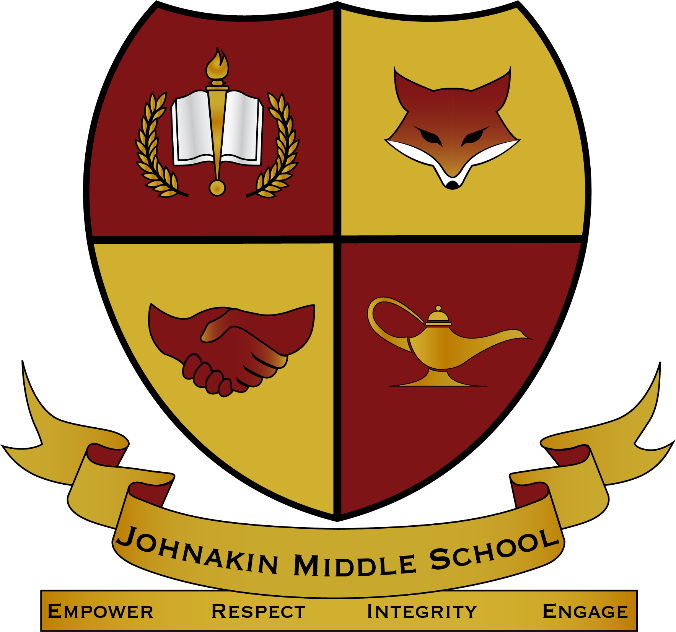 JOHNAKIN MIDDLE SCHOOL
EMPOWER RESPECT INTEGRITY ENGAGE